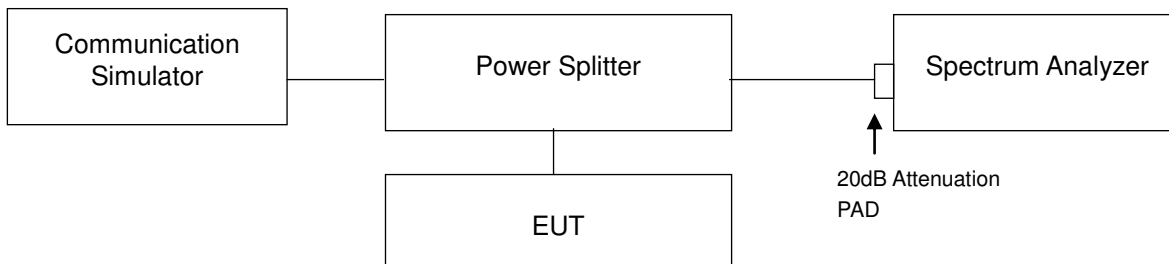 Communication
Simulator
Power Splitter
Spectrum Analyzer
20dB Attenuation
PAD
EUT